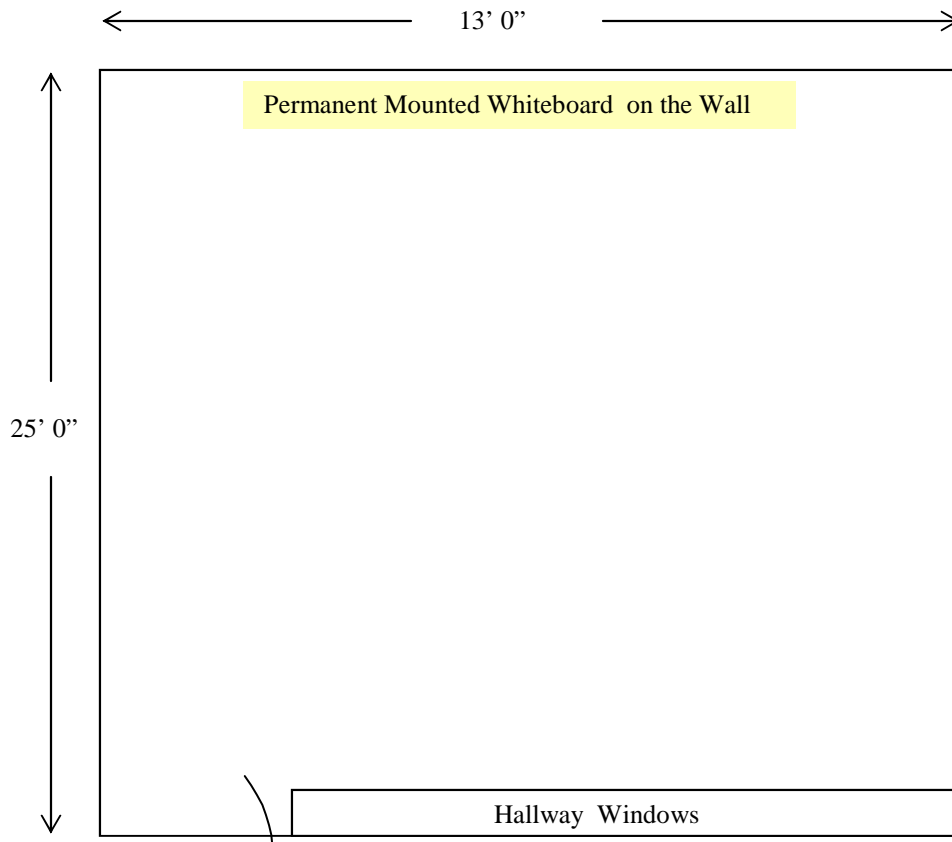 13’ 0”
Permanent Mounted Whiteboard on the Wall
25’ 0”
Hallway Windows